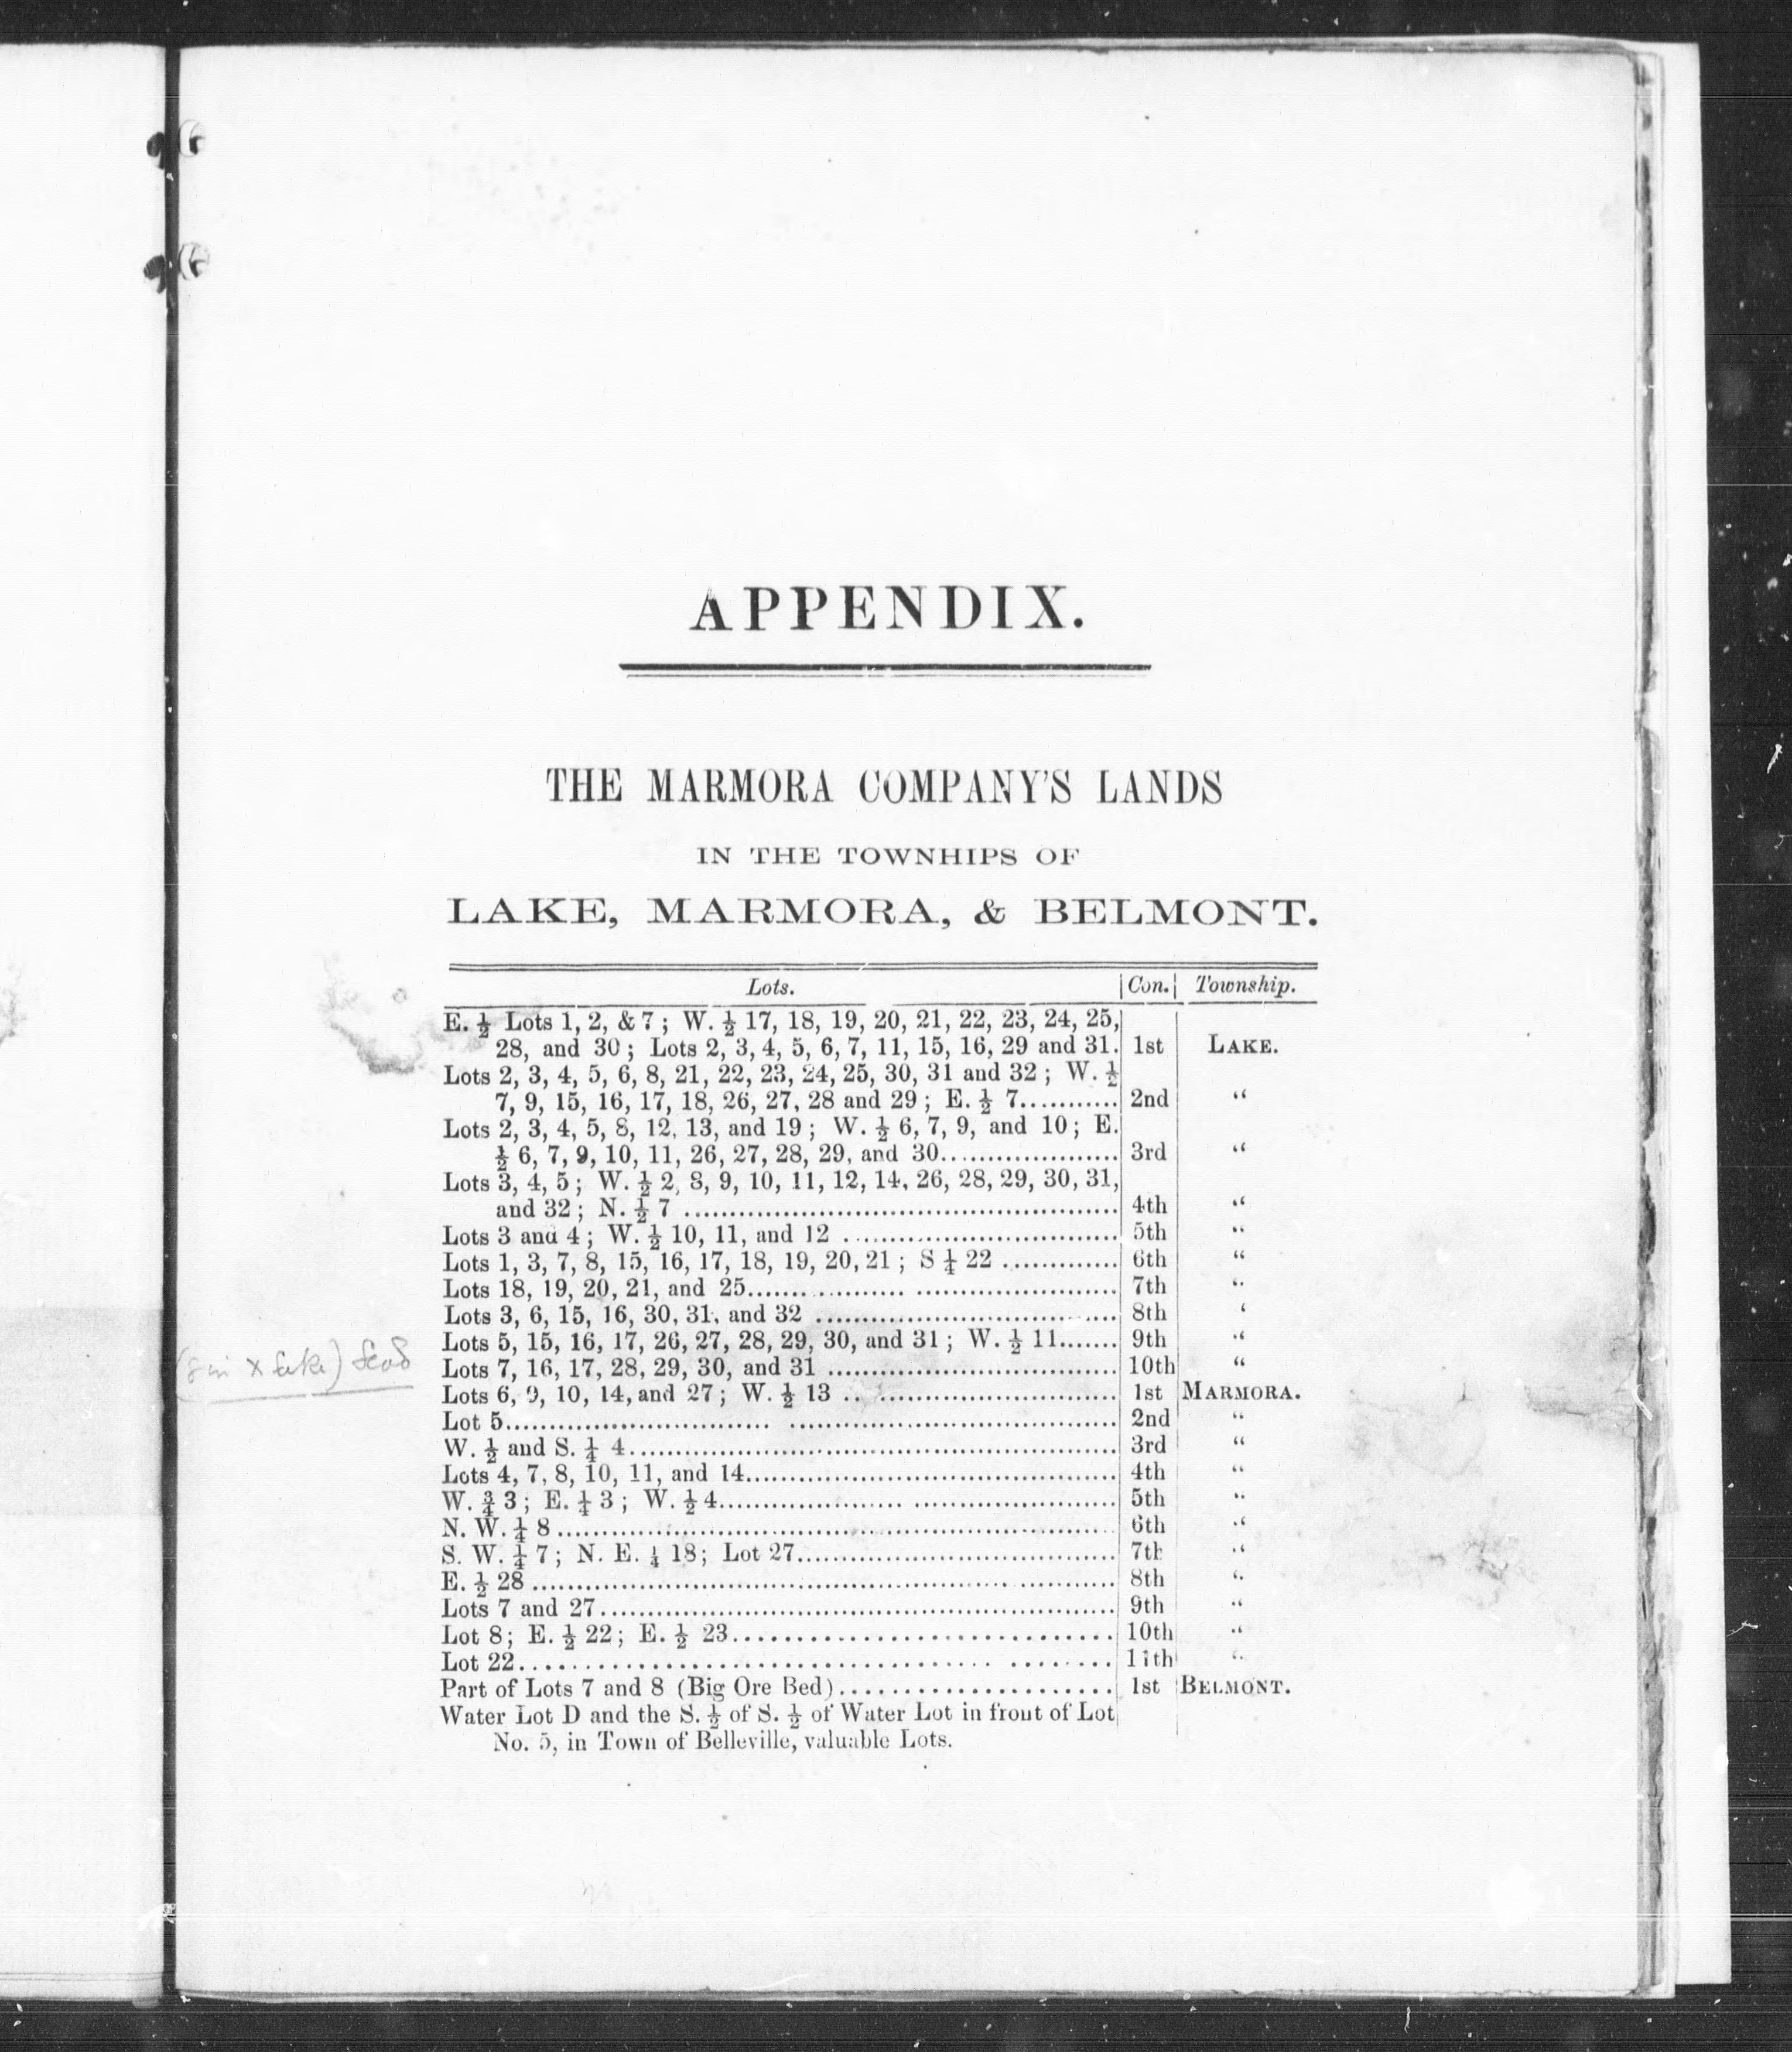 APPENDIX.
THE MARMORA COMPANY'S LANDS
IN THE TOWNHIPS OF
LAKE, MARMORA, & BELMONT.
Lots. Con. Township.
E. ½ Lots 1, 2, & 7 ; W. ½ 17, 18, 19, 20, 21, 22, 23, 24, 25,
28, and 30 ; Lots 2, 3, 4, 5, 6, 7, 11, 15, 16, 29 and 31. 1st LAKE.
Lots 2, 3, 4, 5, 6, 8, 21, 22, 23, 24, 25, 30, 31 and 32 ; W. ½
7, 9, 15, 16, 17, 18, 26, 27, 28 and 29 ; E. ½ 7........... 2nd “
Lots 2, 3, 4, 5, 8, 12, 13, and 19 ; W. ½ 6, 7, 9, and 10 ; E.
½ 6, 7, 9, 10, 11, 26, 27, 28, 29, and 30.................... 3rd “
Lots 3, 4, 5 ; W. ½ 2, 8, 9, 10, 11, 12, 14, 26, 28, 29, 30, 31,
and 32 ; N. ½ 7 ................................................ 4th “
Lots 3 and 4 ; W. ½ 10, 11, and 12 .............................. 5th “
Lots 1, 3, 7, 8, 15, 16, 17, 18, 19, 20, 21 ; S ¼ 22 ............. 6th “
Lots 18, 19, 20, 21, and 25........................................ 7th “
Lots 3, 6, 15, 16, 30, 31, and 32 ................................. 8th “
Lots 5, 15, 16, 17, 26, 27, 28, 29, 30, and 31 ; W. ½ 11....... 9th “
Lots 7, 16, 17, 28, 29, 30, and 31 ................................ 10th “
Lots 6, 9, 10, 14, and 27 ; W. ½ 13 .............................. 1st MARMORA.
Lot 5................................................................ 2nd “
W. ½ and S. ¼ 4..................................................... 3rd “
Lots 4, 7, 8, 10, 11, and 14........................................ 4th “
W. ¾ 3 ; E. ¼ 3 ; W. ½ 4........................................... 5th “
N. W. ¼ 8 ........................................................... 6th “
S. W. ¼ 7 ; N. E. ¼ 18 ; Lot 27................................... 7th “
E. ½ 28 ............................................................. 8th “
Lots 7 and 27....................................................... 9th “
Lot 8 ; E. ½ 22 ; E. ½ 23.......................................... 10th “
Lot 22............................................................... 11th “
Part of Lots 7 and 8 (Big Ore Bed)............................... 1st BELMONT.
Water Lot D and the S. ½ of S. ½ of Water Lot in front of Lot
No. 5, in Town of Belleville, valuable Lots.